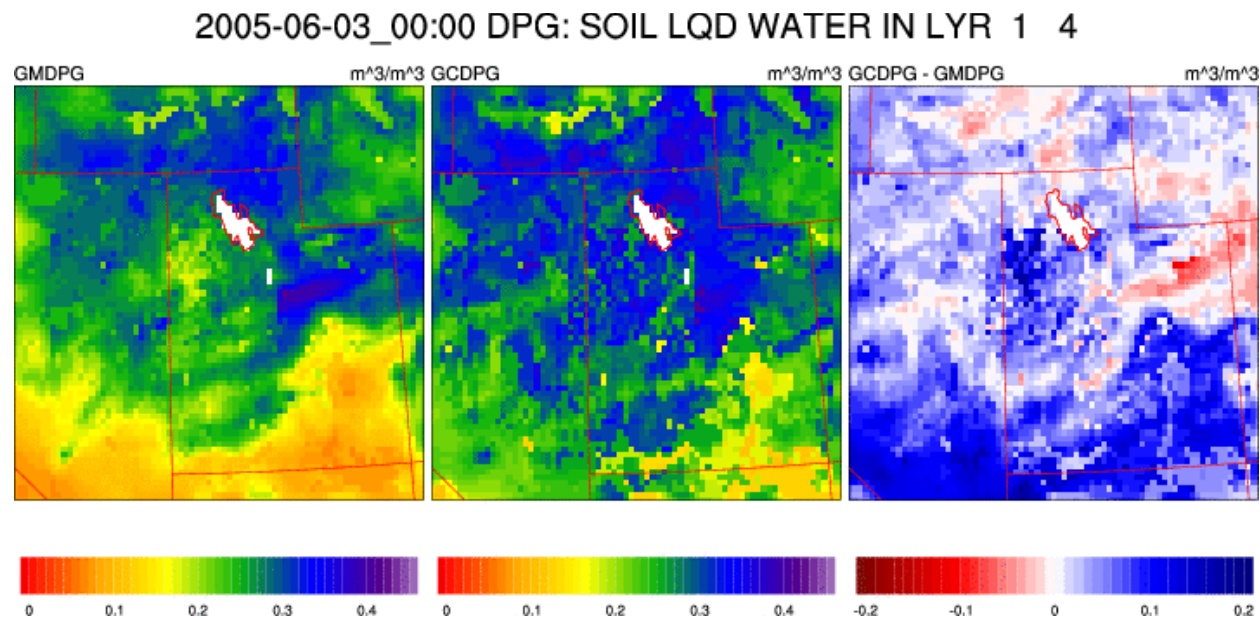 2005-06-03_00:00 DPG: SOIL LQD WATER IN LYR 1 4
GMDPG m^3/m^3 GCDPG m^3/m^3 GCDPG - GMDPG m^3/m^3
0 0.1 0.2 0.3 0.4 0 0.1 0.2 0.3 0.4 -0.2 -0.1 0 0.1 0.2